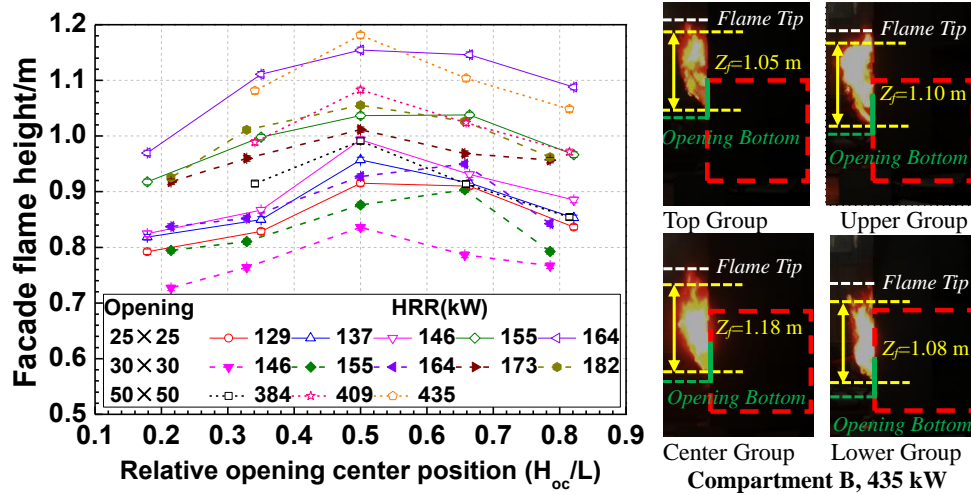 Facade flame height/m
1.2
1.1
1.0
0.9
0.8
0.7
0.6
0.5
Opening HRR(kW)
25×25 129 137 146 155 164
30×30 146 155 164 173 182
50×50 384 409 435
0.1 0.2 0.3 0.4 0.5 0.6 0.7 0.8 0.9
Relative opening center position (Hoc/L)
Flame Tip
Zf=1.05 m
Opening Bottom
Top Group
Flame Tip
Zf=1.10 m
Opening Bottom
Upper Group
Flame Tip
Zf=1.18 m
Opening Bottom
Center Group
Flame Tip
Zf=1.08 m
Opening Bottom
Lower Group
Compartment B, 435 kW